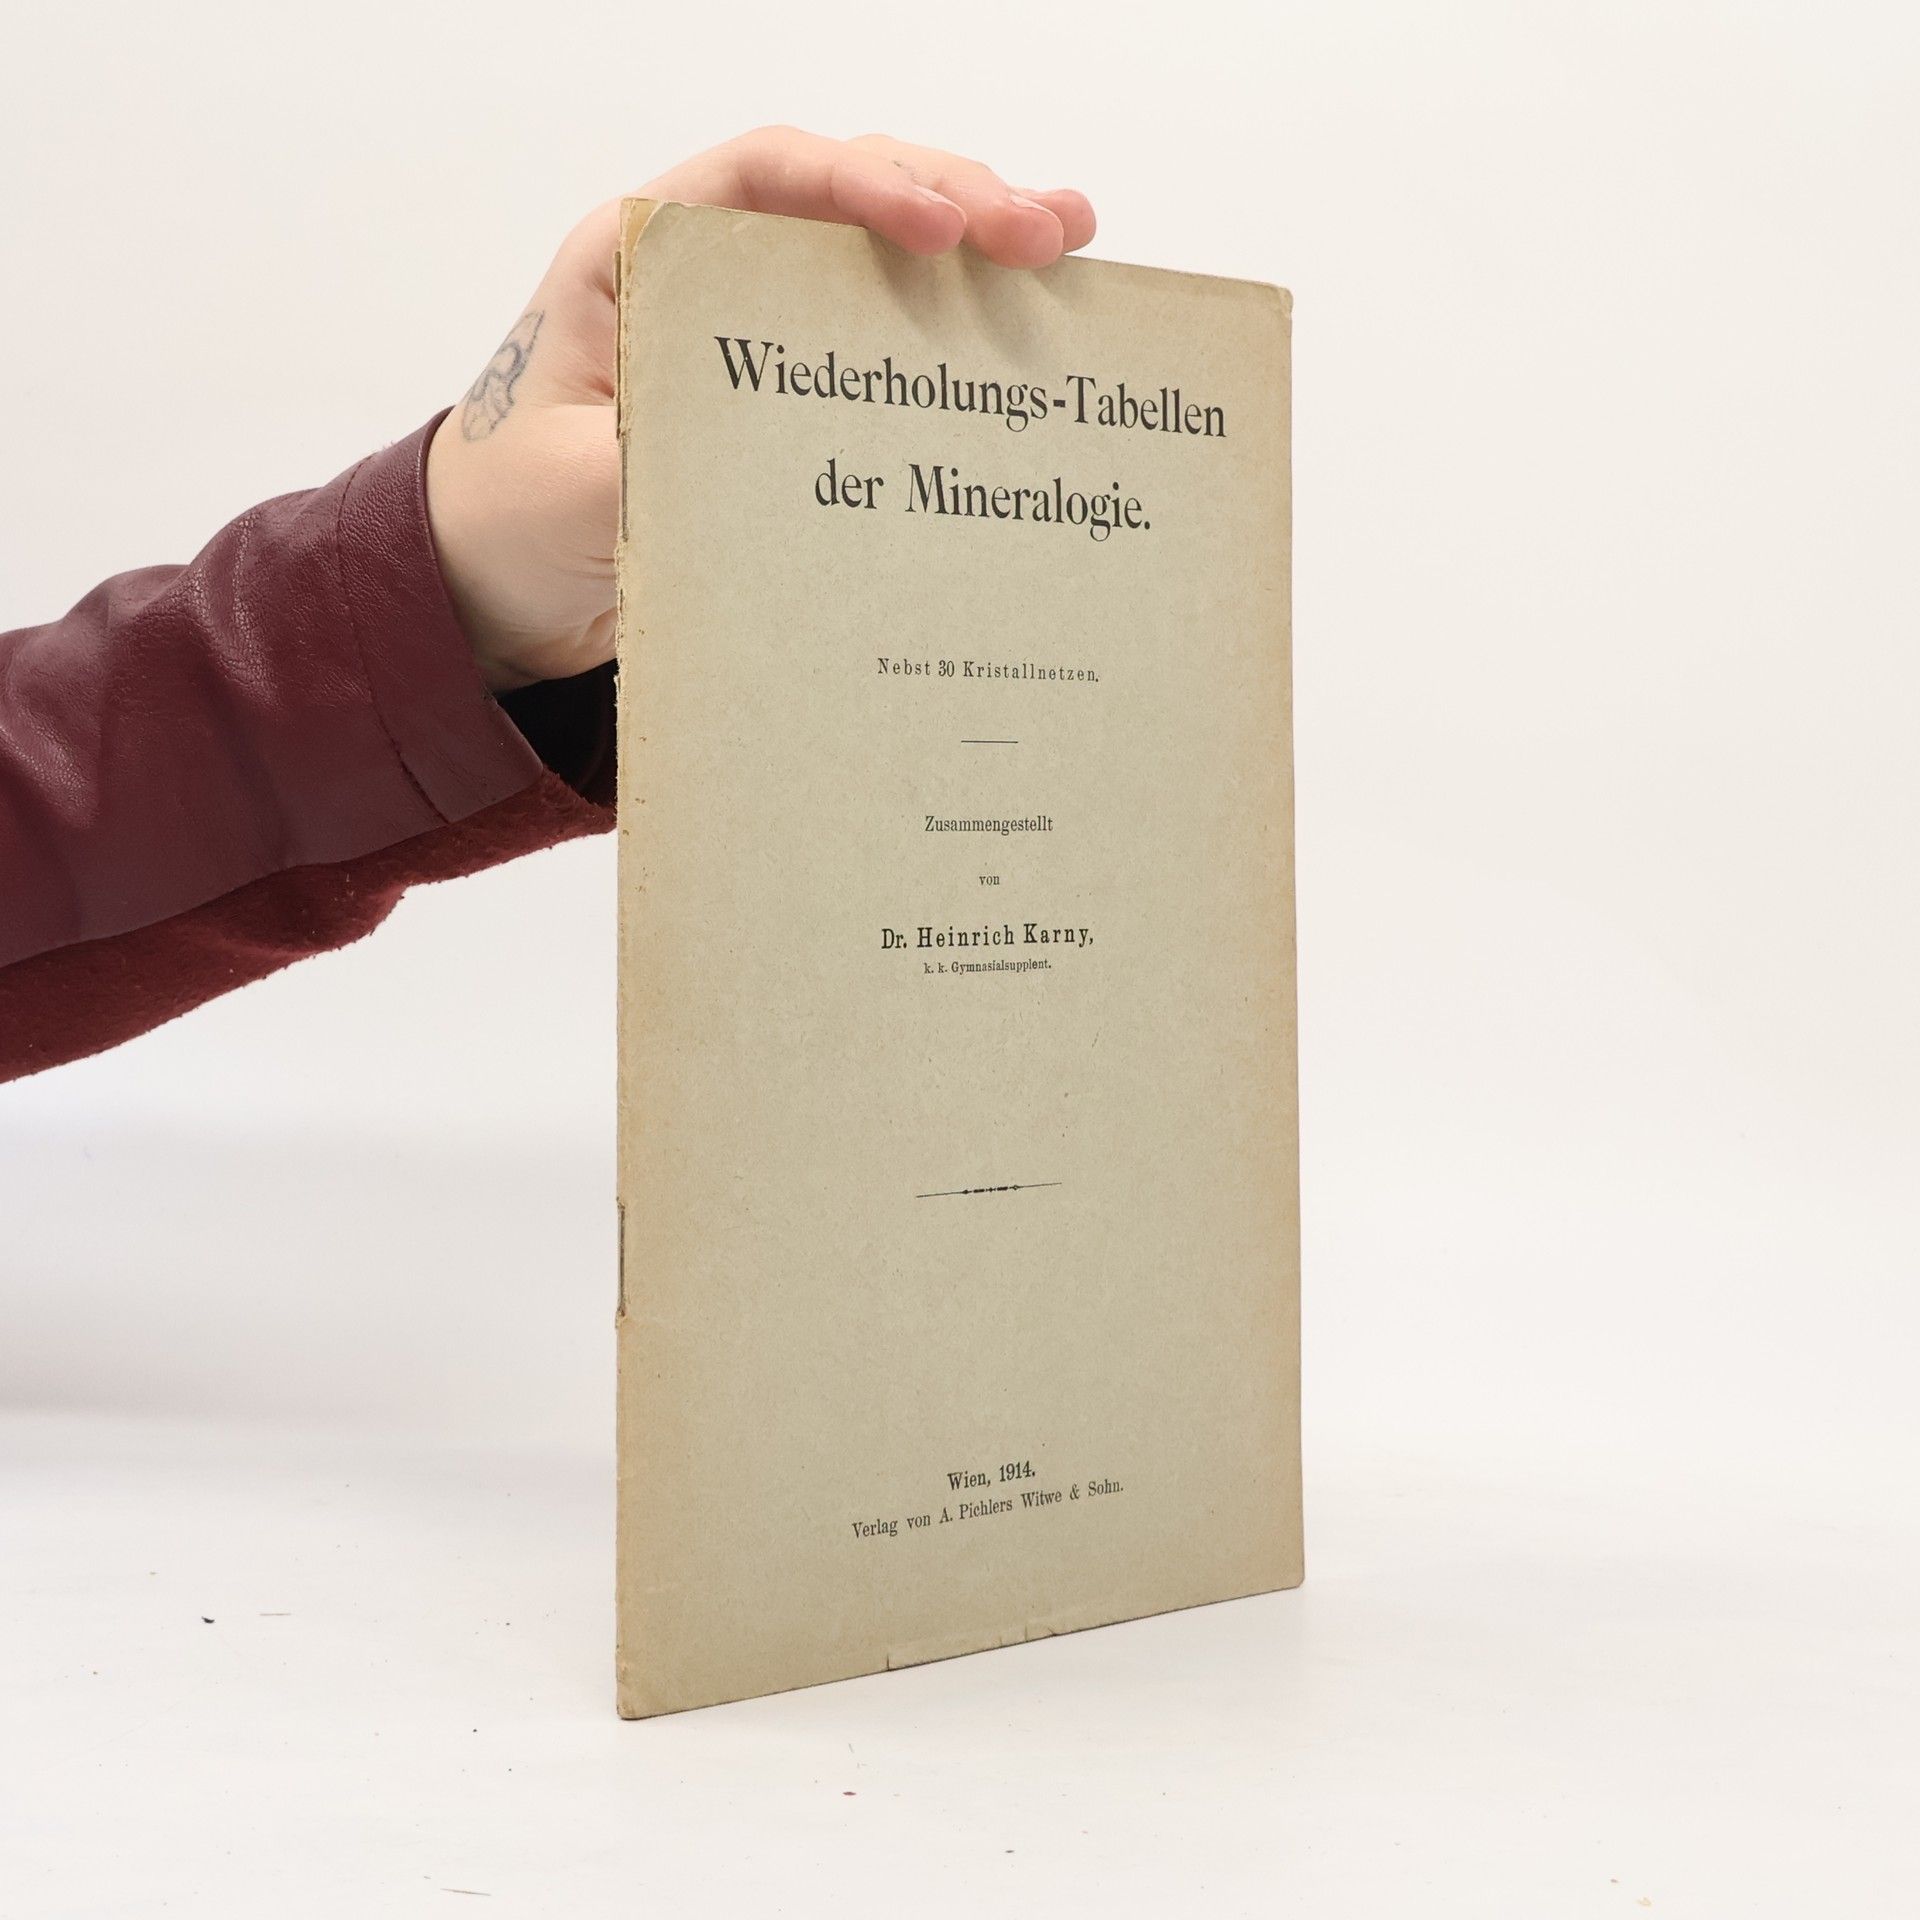 Wiederholungs-Tabellen
der Mineralogie.
Nebst 30 Kristallnetzen.
Zusammengestellt
von
Dr. Heinrich Karny,
k. k. Gymnasialsupplent.
Wien, 1914.
Verlag von A. Pichlers Witwe & Sohn.